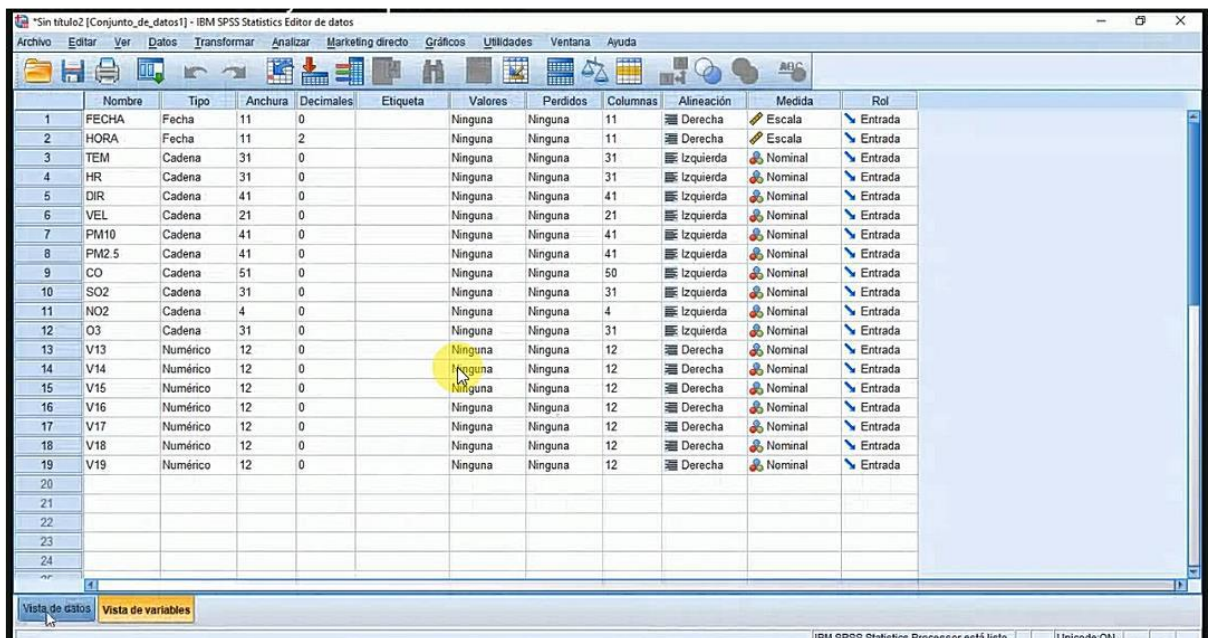 *Sin título2 [Conjunto_de_datos1] - IBM SPSS Statistics Editor de datos
Archivo Editar Ver Datos Transformar Analizar Marketing directo Gráficos Utilidades Ventana Ayuda
Nombre Tipo Anchura Decimales Etiqueta Valores Perdidos Columnas Alineación Medida Rol
1 FECHA Fecha 11 0 Ninguna Ninguna 11 Derecha Escala Entrada
2 HORA Fecha 11 2 Ninguna Ninguna 11 Derecha Escala Entrada
3 TEM Cadena 31 0 Ninguna Ninguna 31 Izquierda Nominal Entrada
4 HR Cadena 31 0 Ninguna Ninguna 31 Izquierda Nominal Entrada
5 DIR Cadena 41 0 Ninguna Ninguna 41 Izquierda Nominal Entrada
6 VEL Cadena 21 0 Ninguna Ninguna 21 Izquierda Nominal Entrada
7 PM10 Cadena 41 0 Ninguna Ninguna 41 Izquierda Nominal Entrada
8 PM2.5 Cadena 41 0 Ninguna Ninguna 41 Izquierda Nominal Entrada
9 CO Cadena 51 0 Ninguna Ninguna 50 Izquierda Nominal Entrada
10 SO2 Cadena 31 0 Ninguna Ninguna 31 Izquierda Nominal Entrada
11 NO2 Cadena 4 0 Ninguna Ninguna 4 Izquierda Nominal Entrada
12 O3 Cadena 31 0 Ninguna Ninguna 31 Izquierda Nominal Entrada
13 V13 Numérico 12 0 Ninguna Ninguna 12 Derecha Nominal Entrada
14 V14 Numérico 12 0 Ninguna Ninguna 12 Derecha Nominal Entrada
15 V15 Numérico 12 0 Ninguna Ninguna 12 Derecha Nominal Entrada
16 V16 Numérico 12 0 Ninguna Ninguna 12 Derecha Nominal Entrada
17 V17 Numérico 12 0 Ninguna Ninguna 12 Derecha Nominal Entrada
18 V18 Numérico 12 0 Ninguna Ninguna 12 Derecha Nominal Entrada
19 V19 Numérico 12 0 Ninguna Ninguna 12 Derecha Nominal Entrada
20
21
22
23
24
Vista de datos Vista de variables
IBM SPSS Statistics Processor está listo Unicode:ON